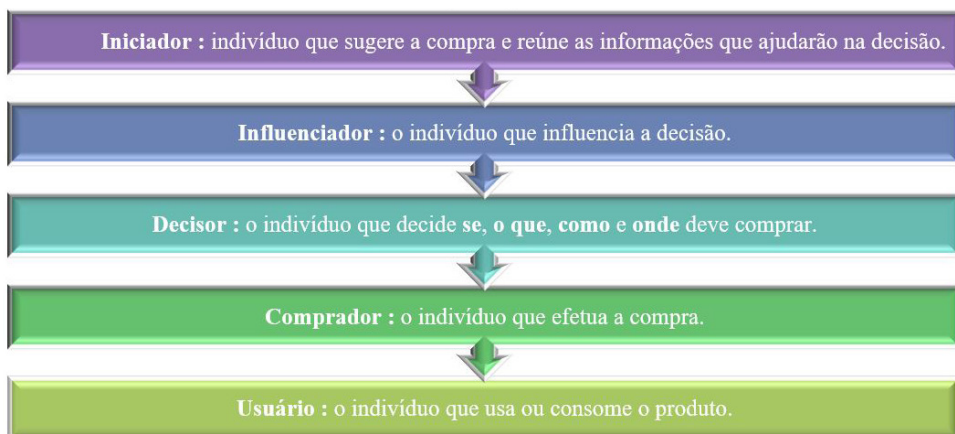 Iniciador : indivíduo que sugere a compra e reúne as informações que ajudarão na decisão.
Influenciador : o indivíduo que influencia a decisão.
Decisor : o indivíduo que decide se, o que, como e onde deve comprar.
Comprador : o indivíduo que efetua a compra.
Usuário : o indivíduo que usa ou consome o produto.